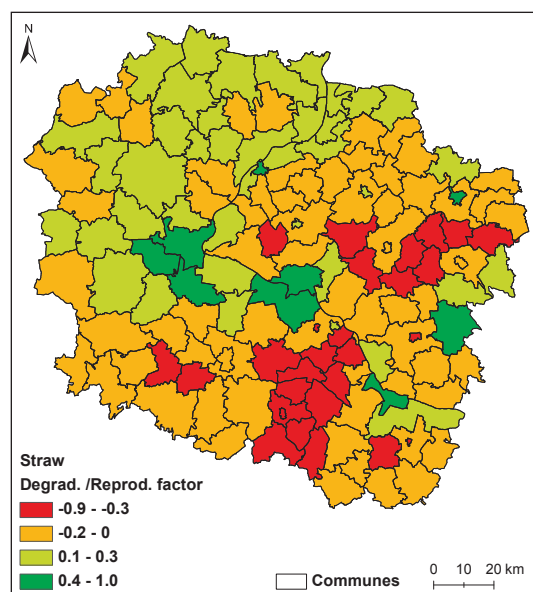 N
Straw
Degrad. /Reprod. factor
-0.9 - -0.3
-0.2 - 0
0.1 - 0.3
0.4 - 1.0
Communes
0 10 20 km